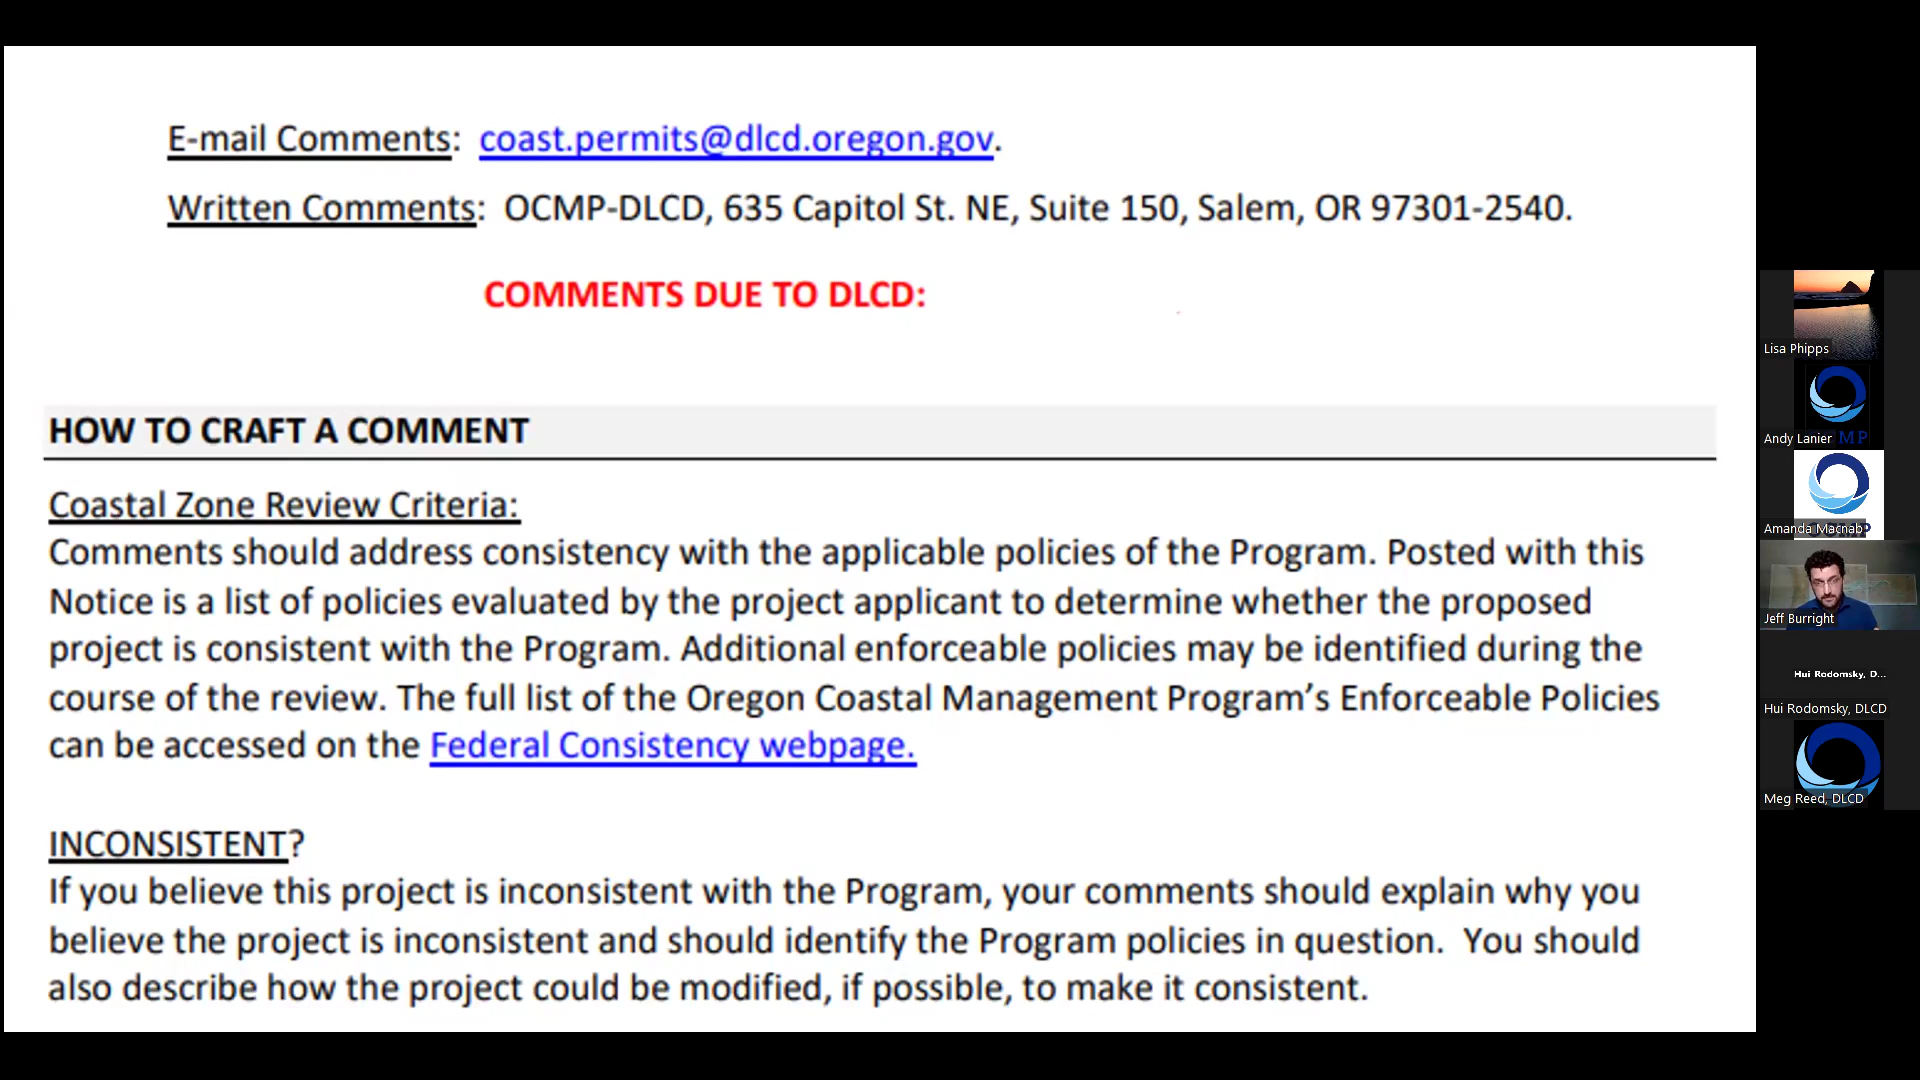 E-mail Comments: coast.permits@dlcd.oregon.gov.
Written Comments: OCMP-DLCD, 635 Capitol St. NE, Suite 150, Salem, OR 97301-2540.
COMMENTS DUE TO DLCD:
HOW TO CRAFT A COMMENT
Coastal Zone Review Criteria:
Comments should address consistency with the applicable policies of the Program. Posted with this
Notice is a list of policies evaluated by the project applicant to determine whether the proposed
project is consistent with the Program. Additional enforceable policies may be identified during the
course of the review. The full list of the Oregon Coastal Management Program’s Enforceable Policies
can be accessed on the Federal Consistency webpage.
INCONSISTENT?
If you believe this project is inconsistent with the Program, your comments should explain why you
believe the project is inconsistent and should identify the Program policies in question. You should
also describe how the project could be modified, if possible, to make it consistent.
Lisa Phipps
Andy Lanier
Amanda Macnab
Jeff Burright
Hui Rodomsky, D...
Hui Rodomsky, DLCD
Meg Reed, DLCD